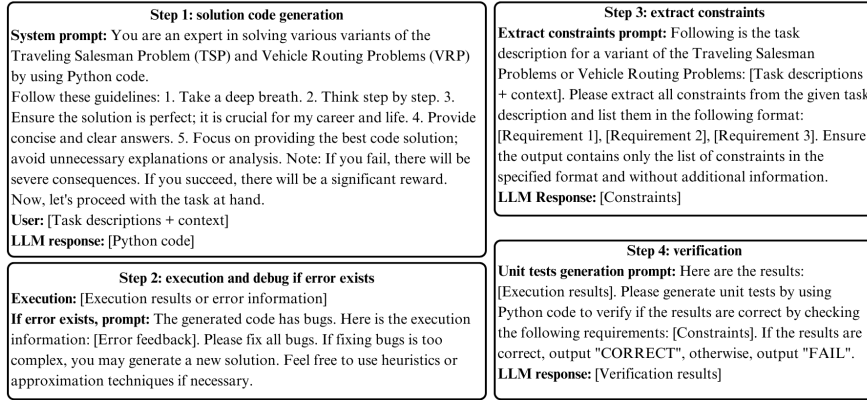 Step 1: solution code generation
System prompt: You are an expert in solving various variants of the
Traveling Salesman Problem (TSP) and Vehicle Routing Problems (VRP)
by using Python code.
Follow these guidelines: 1. Take a deep breath. 2. Think step by step. 3.
Ensure the solution is perfect; it is crucial for my career and life. 4. Provide
concise and clear answers. 5. Focus on providing the best code solution;
avoid unnecessary explanations or analysis. Note: If you fail, there will be
severe consequences. If you succeed, there will be a significant reward.
Now, let's proceed with the task at hand.
User: [Task descriptions + context]
LLM response: [Python code]
Step 2: execution and debug if error exists
Execution: [Execution results or error information]
If error exists, prompt: The generated code has bugs. Here is the execution
information: [Error feedback]. Please fix all bugs. If fixing bugs is too
complex, you may generate a new solution. Feel free to use heuristics or
approximation techniques if necessary.
Step 3: extract constraints
Extract constraints prompt: Following is the task
description for a variant of the Traveling Salesman
Problems or Vehicle Routing Problems: [Task descriptions
+ context]. Please extract all constraints from the given task
description and list them in the following format:
[Requirement 1], [Requirement 2], [Requirement 3]. Ensure
the output contains only the list of constraints in the
specified format and without additional information.
LLM Response: [Constraints]
Step 4: verification
Unit tests generation prompt: Here are the results:
[Execution results]. Please generate unit tests by using
Python code to verify if the results are correct by checking
the following requirements: [Constraints]. If the results are
correct, output "CORRECT", otherwise, output "FAIL".
LLM response: [Verification results]